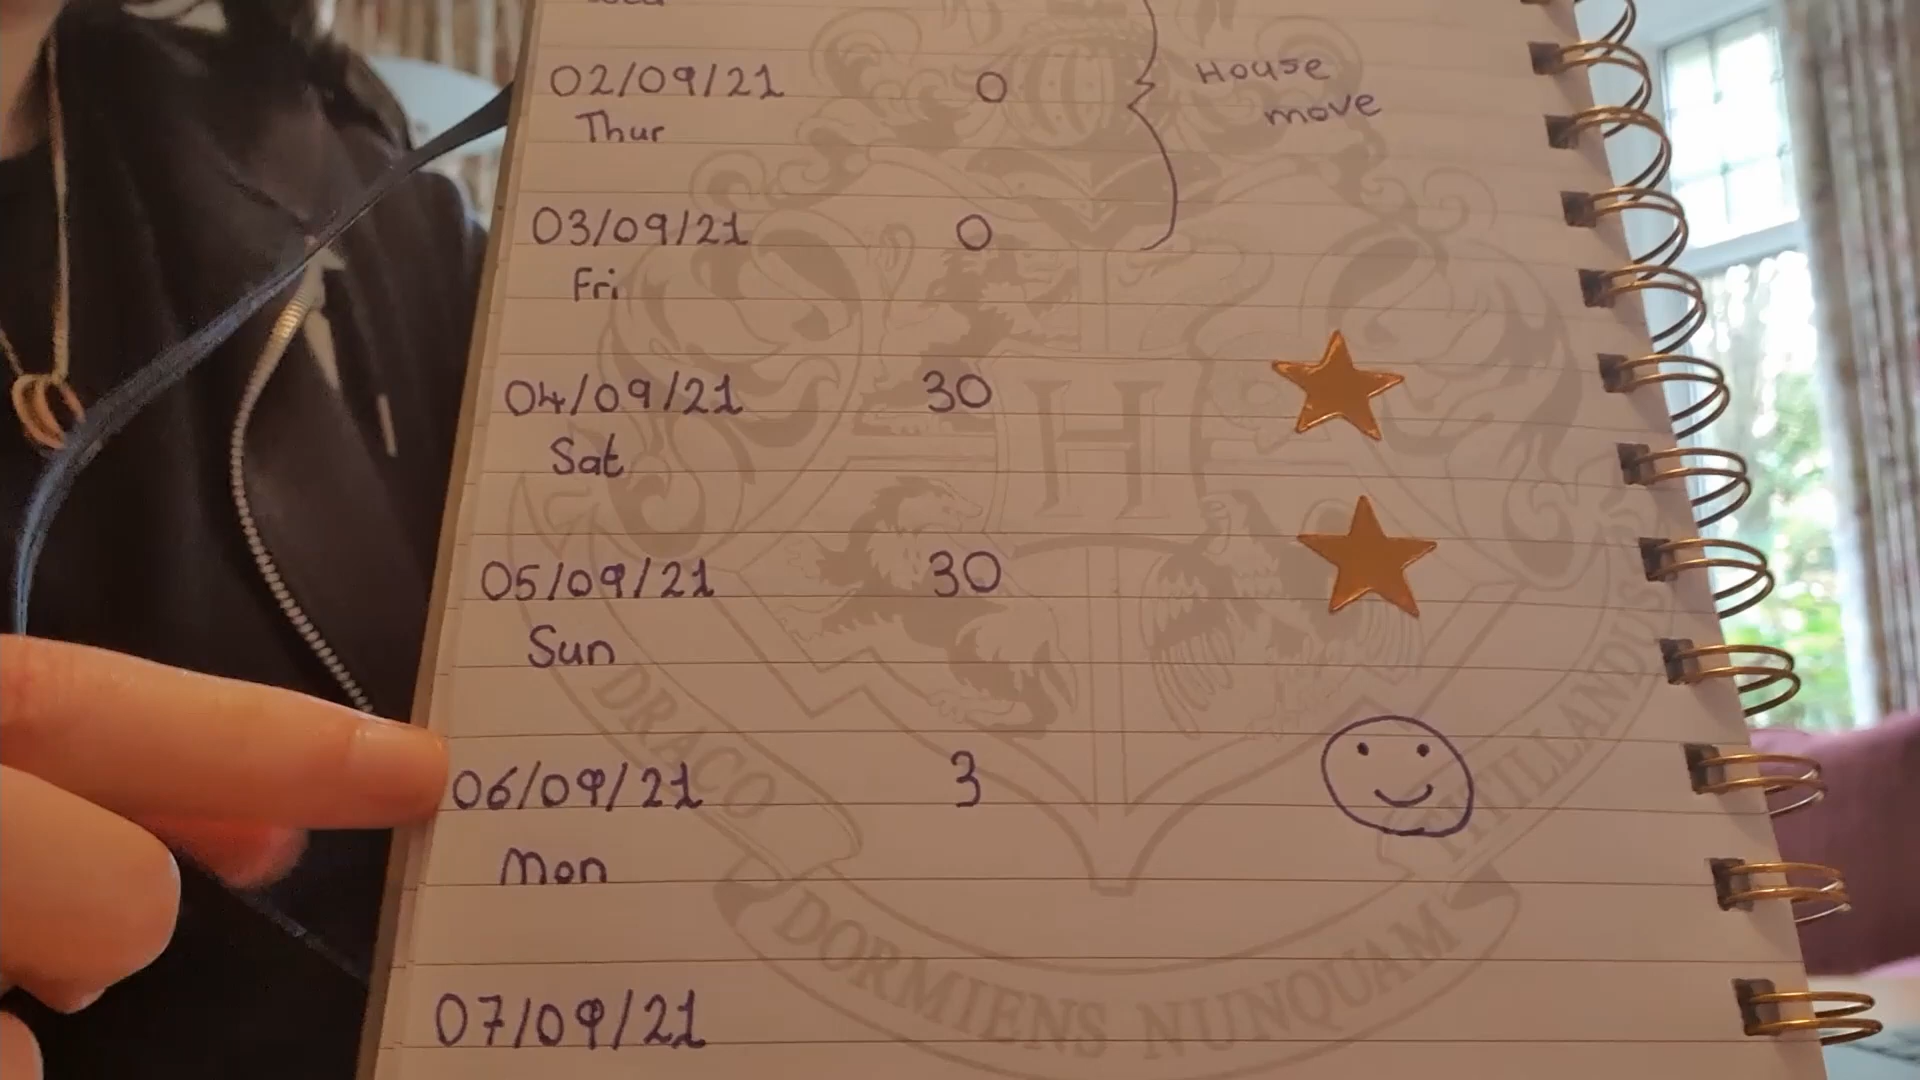 02/09/21 0 House
Thur move
03/09/21 0
Fri
04/09/21 30
Sat
05/09/21 30
Sun
06/09/21 3
Mon
07/09/21
H
DRACO
DORMIENS NUNQUAM
TITILLANDUS